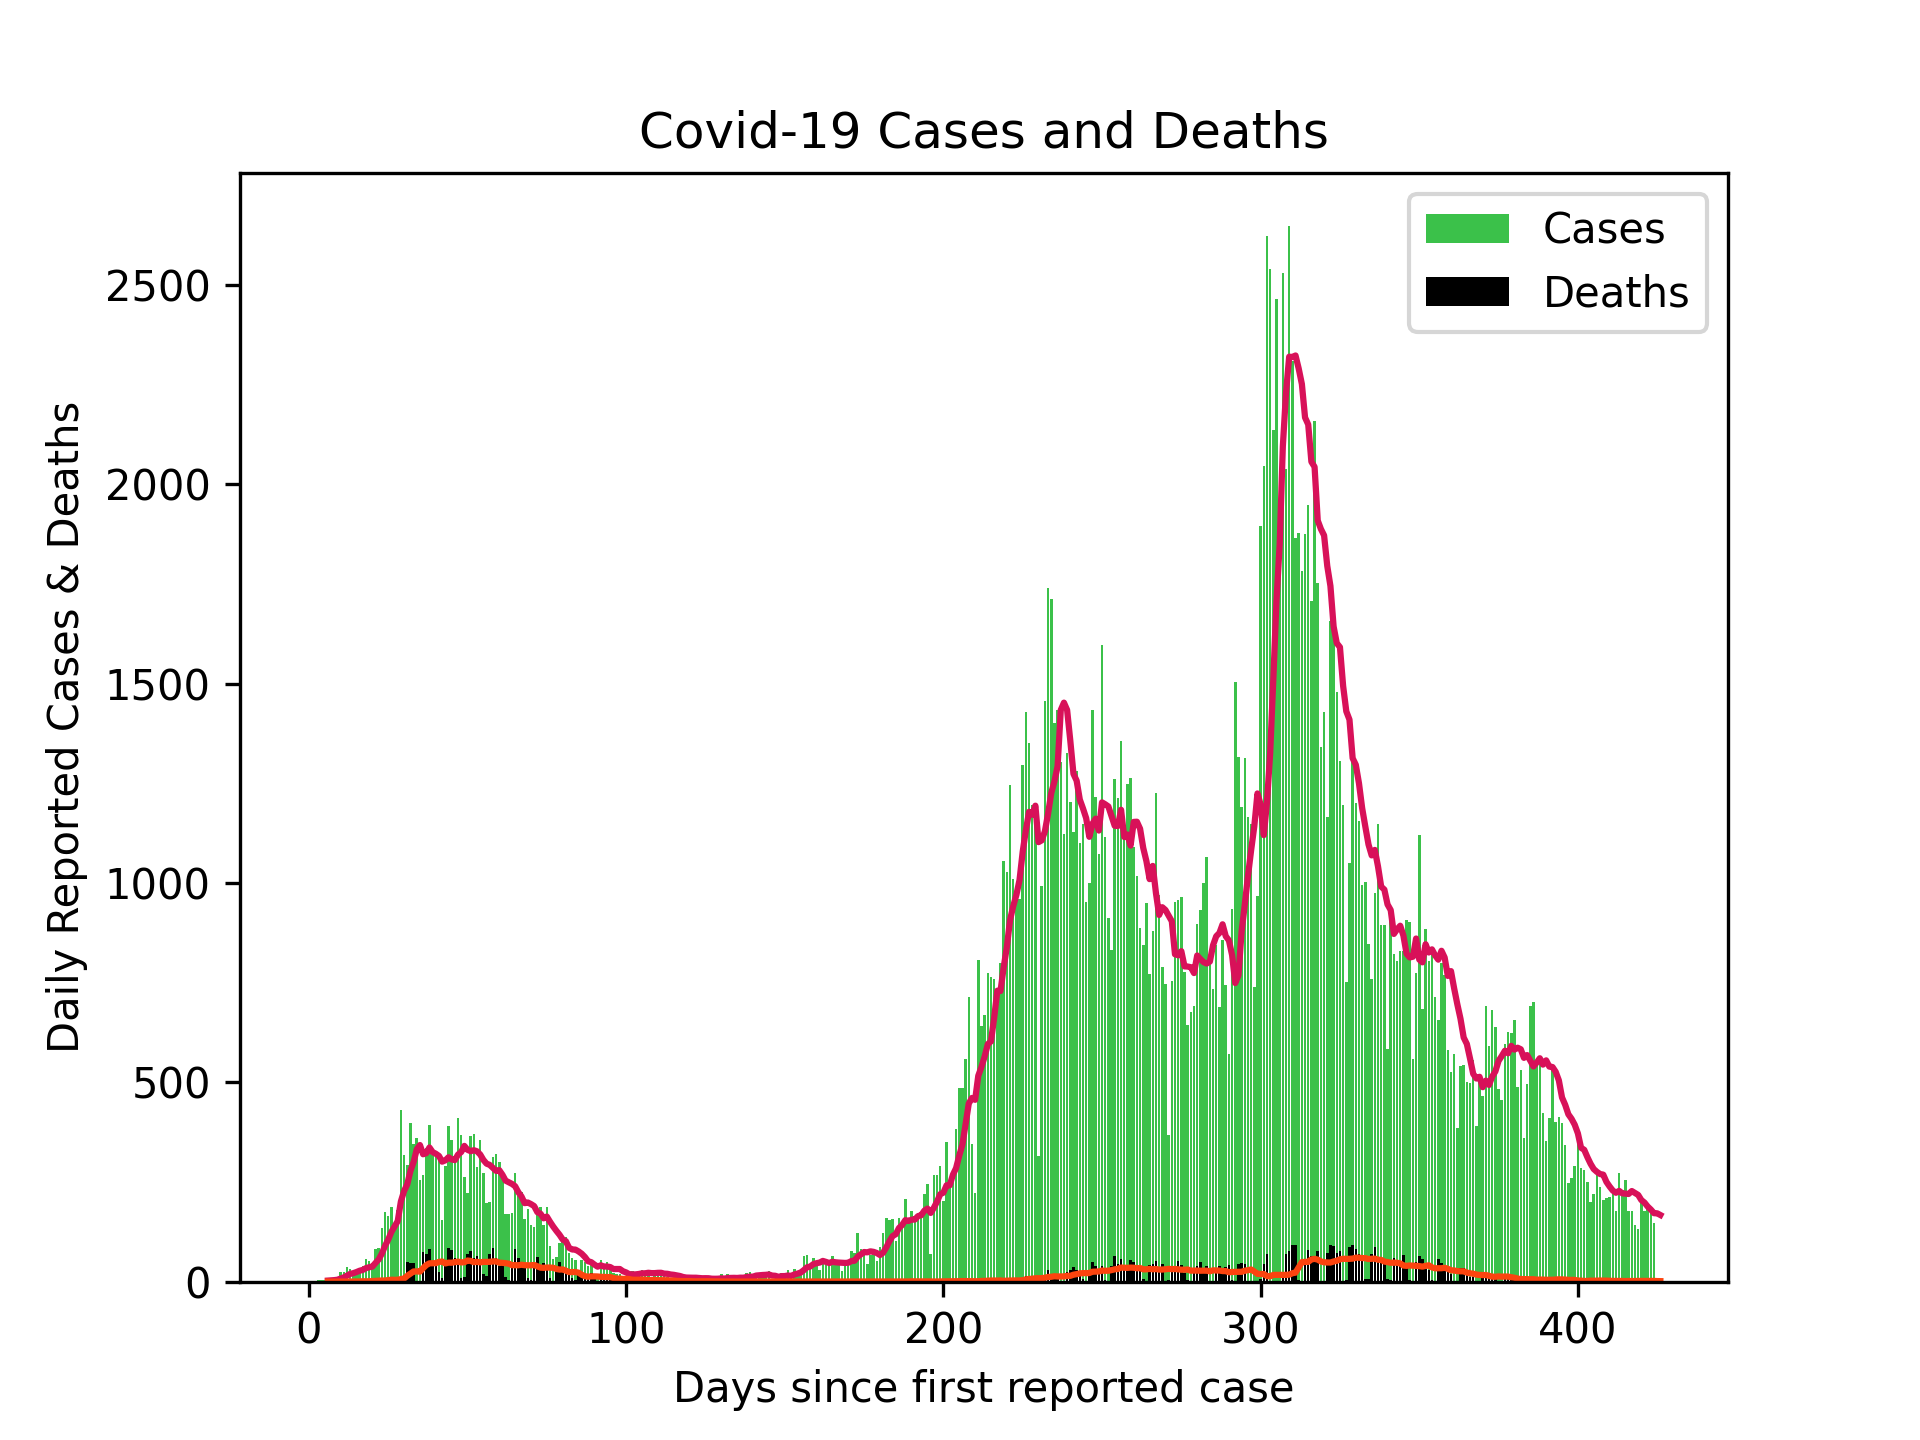 Covid-19 Cases and Deaths
Cases
Deaths
Daily Reported Cases & Deaths
2500
2000
1500
1000
500
0
0 100 200 300 400
Days since first reported case